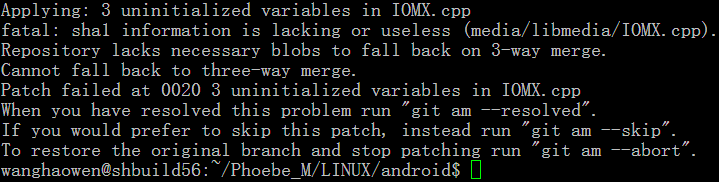 Applying: 3 uninitialized variables in IOMX.cpp
fatal: sha1 information is lacking or useless (media/libmedia/IOMX.cpp).
Repository lacks necessary blobs to fall back on 3-way merge.
Cannot fall back to three-way merge.
Patch failed at 0020 3 uninitialized variables in IOMX.cpp
When you have resolved this problem run "git am --resolved".
If you would prefer to skip this patch, instead run "git am --skip".
To restore the original branch and stop patching run "git am --abort".
wanghaowen@shbuild56:~/Phoebe_M/LINUX/android$